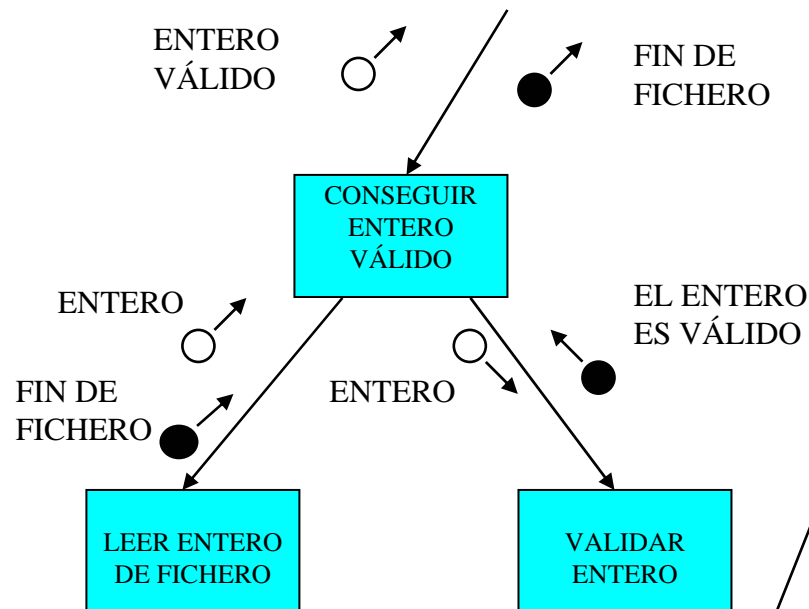 ENTERO
VÁLIDO
FIN DE
FICHERO
CONSEGUIR
ENTERO
VÁLIDO
ENTERO
FIN DE
FICHERO
ENTERO
EL ENTERO
ES VÁLIDO
LEER ENTERO
DE FICHERO
VALIDAR
ENTERO